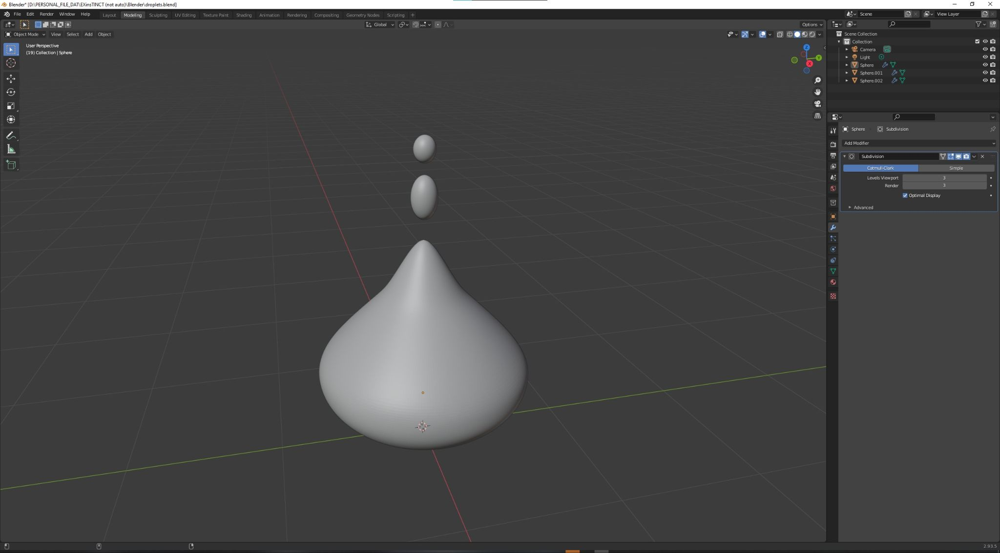 Blender* [D:\PERSONAL_FILE_DAT\EXinsTINCT (not auto)\Blender\droplets.blend]
File Edit Render Window Help Layout Modeling Sculpting UV Editing Texture Paint Shading Animation Rendering Compositing Geometry Nodes Scripting + Scene View Layer
Global Options
Object Mode View Select Add Object
Scene Collection
Collection
Camera
Light
Sphere
Sphere.001
Sphere.002
User Perspective
(19) Collection | Sphere
Z
Y
X
Sphere Subdivision
Add Modifier
Subdivision
Catmull-Clark Simple
Levels Viewport 3
Render 3
Optimal Display
Advanced
2.93.5